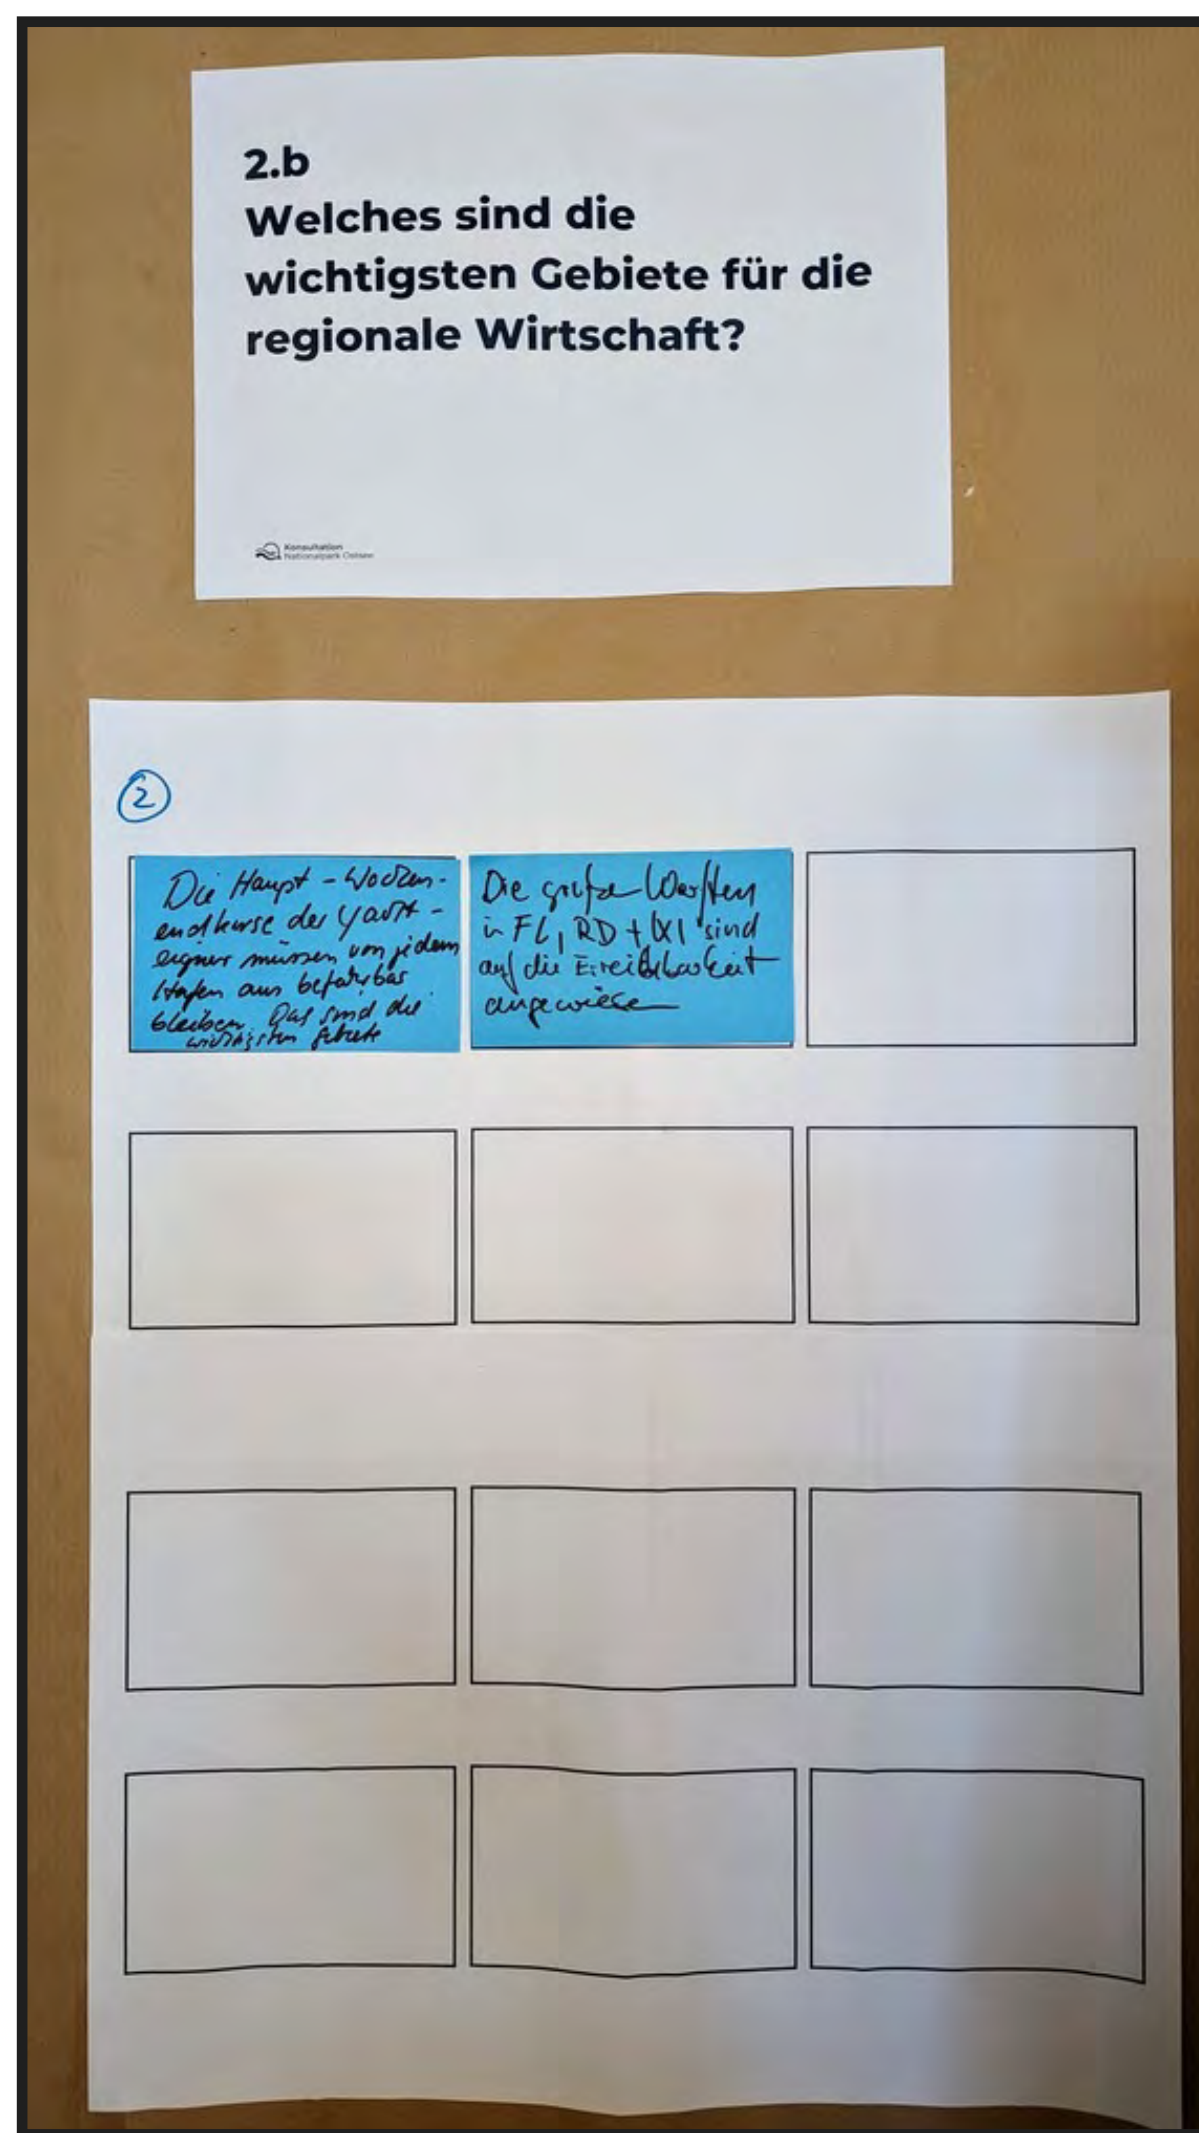 2.b
Welches sind die
wichtigsten Gebiete für die
regionale Wirtschaft?
Konsultation
Nationalpark Ostsee
2
Die Haupt-Wochen-
endkurse der Yacht-
eigner müssen von jedem
Hafen aus befahrbar
bleiben. Das sind die
wichtigsten Gebiete
Die große Werften
in FL, RD + sind
auf die Erreichbarkeit
angewiesen